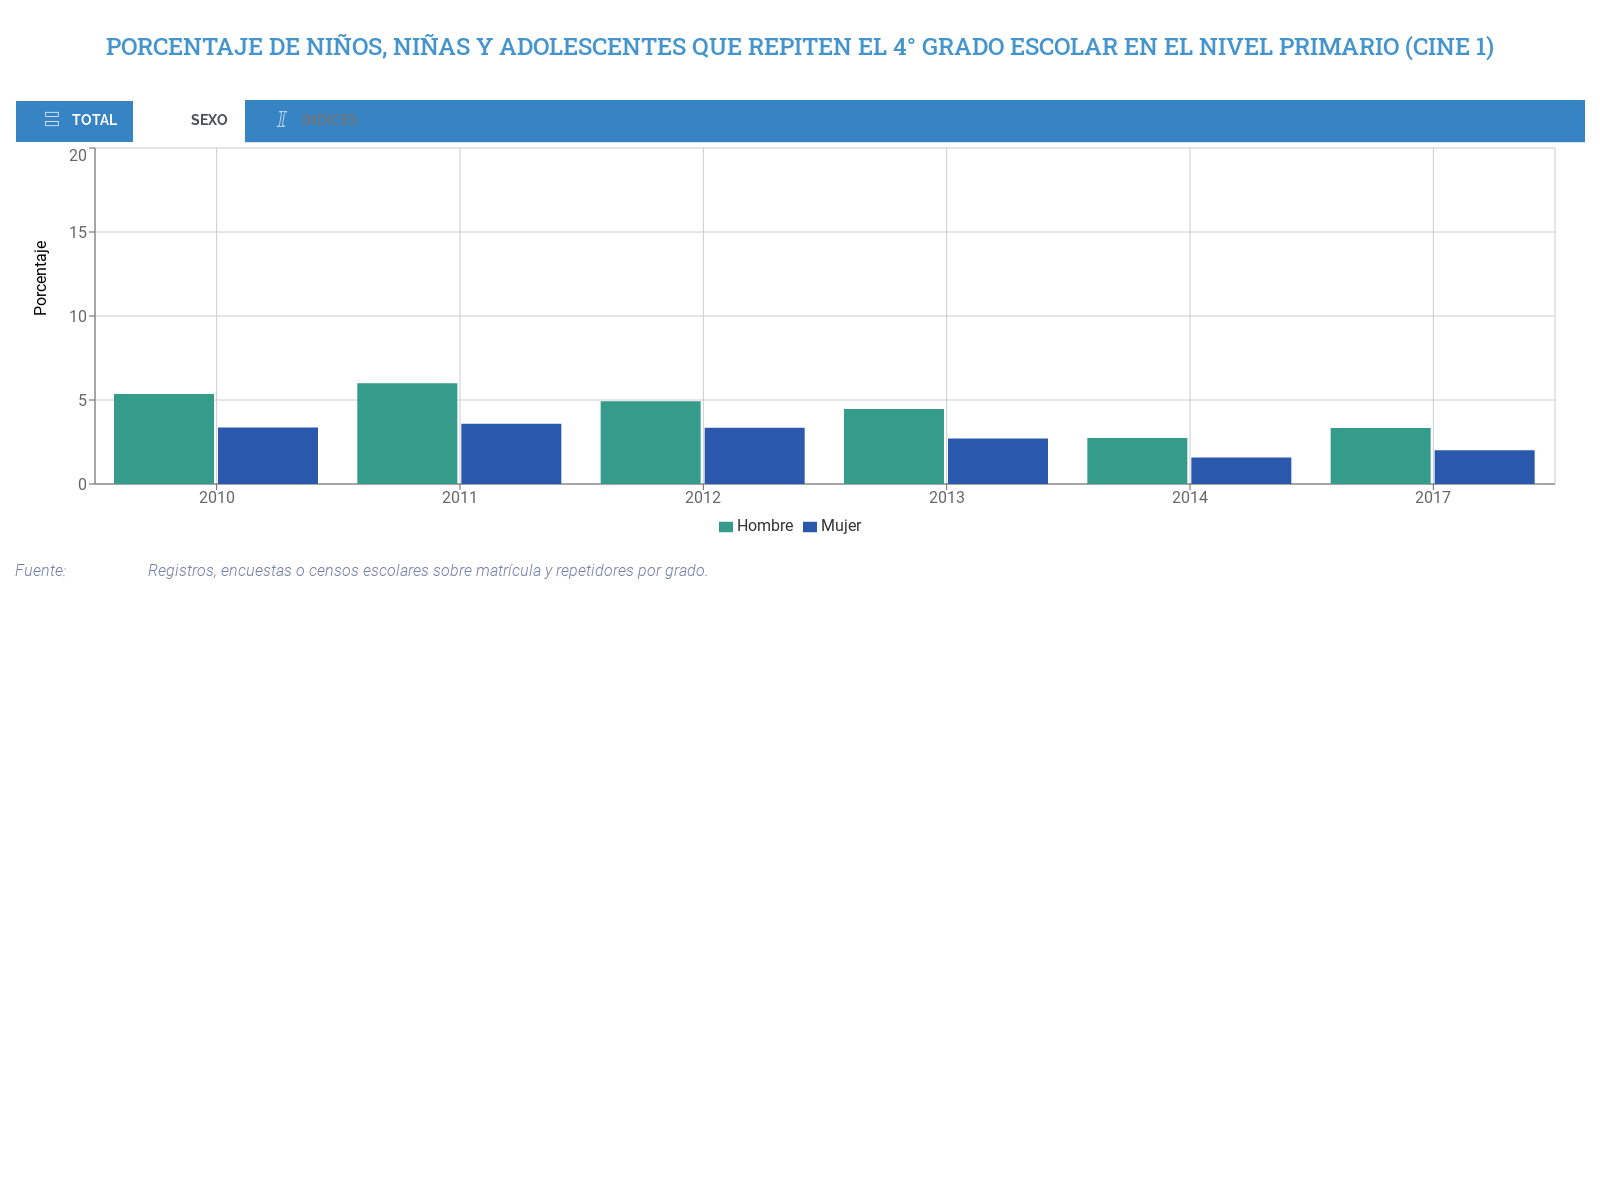 PORCENTAJE DE NIÑOS, NIÑAS Y ADOLESCENTES QUE REPITEN EL 4° GRADO ESCOLAR EN EL NIVEL PRIMARIO (CINE 1)
TOTAL SEXO INDICES
20
15
10
5
0
Porcentaje
2010 2011 2012 2013 2014 2017
Hombre Mujer
Fuente: Registros, encuestas o censos escolares sobre matrícula y repetidores por grado.